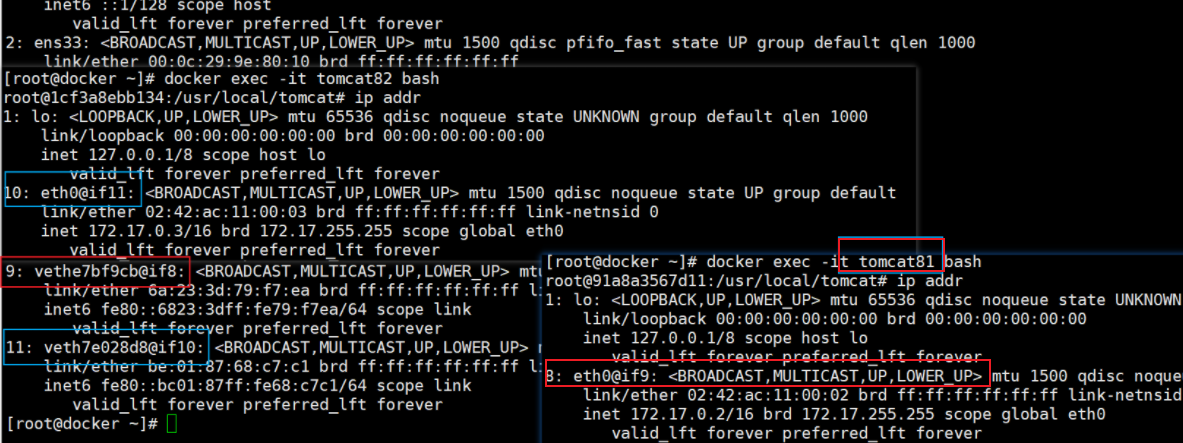 inet6 ::1/128 scope host
valid_lft forever preferred_lft forever
2: ens33: <BROADCAST,MULTICAST,UP,LOWER_UP> mtu 1500 qdisc pfifo_fast state UP group default qlen 1000
link/ether 00:0c:29:9e:80:10 brd ff:ff:ff:ff:ff:ff
[root@docker ~]# docker exec -it tomcat82 bash
root@1cf3a8ebb134:/usr/local/tomcat# ip addr
1: lo: <LOOPBACK,UP,LOWER_UP> mtu 65536 qdisc noqueue state UNKNOWN group default qlen 1000
link/loopback 00:00:00:00:00:00 brd 00:00:00:00:00:00
inet 127.0.0.1/8 scope host lo
valid_lft forever preferred_lft forever
10: eth0@if11: <BROADCAST,MULTICAST,UP,LOWER_UP> mtu 1500 qdisc noqueue state UP group default
link/ether 02:42:ac:11:00:03 brd ff:ff:ff:ff:ff:ff link-netnsid 0
inet 172.17.0.3/16 brd 172.17.255.255 scope global eth0
valid_lft forever preferred_lft forever
9: vethe7bf9cb@if8: <BROADCAST,MULTICAST,UP,LOWER_UP> mtu
link/ether 6a:23:3d:79:f7:ea brd ff:ff:ff:ff:ff:ff li
inet6 fe80::6823:3dff:fe79:f7ea/64 scope link
valid_lft forever preferred_lft forever
11: veth7e028d8@if10: <BROADCAST,MULTICAST,UP,LOWER_UP>
link/ether be:01:87:68:c7:c1 brd ff:ff:ff:ff:ff:ff l
inet6 fe80::bc01:87ff:fe68:c7c1/64 scope link
valid_lft forever preferred_lft forever
[root@docker ~]#
[root@docker ~]# docker exec -it tomcat81 bash
root@91a8a3567d11:/usr/local/tomcat# ip addr
1: lo: <LOOPBACK,UP,LOWER_UP> mtu 65536 qdisc noqueue state UNKNOWN
link/loopback 00:00:00:00:00:00 brd 00:00:00:00:00:00
inet 127.0.0.1/8 scope host lo
valid_lft forever preferred_lft forever
8: eth0@if9: <BROADCAST,MULTICAST,UP,LOWER_UP> mtu 1500 qdisc noque
link/ether 02:42:ac:11:00:02 brd ff:ff:ff:ff:ff:ff link-netns
inet 172.17.0.2/16 brd 172.17.255.255 scope global eth0
valid_lft forever preferred_lft forever